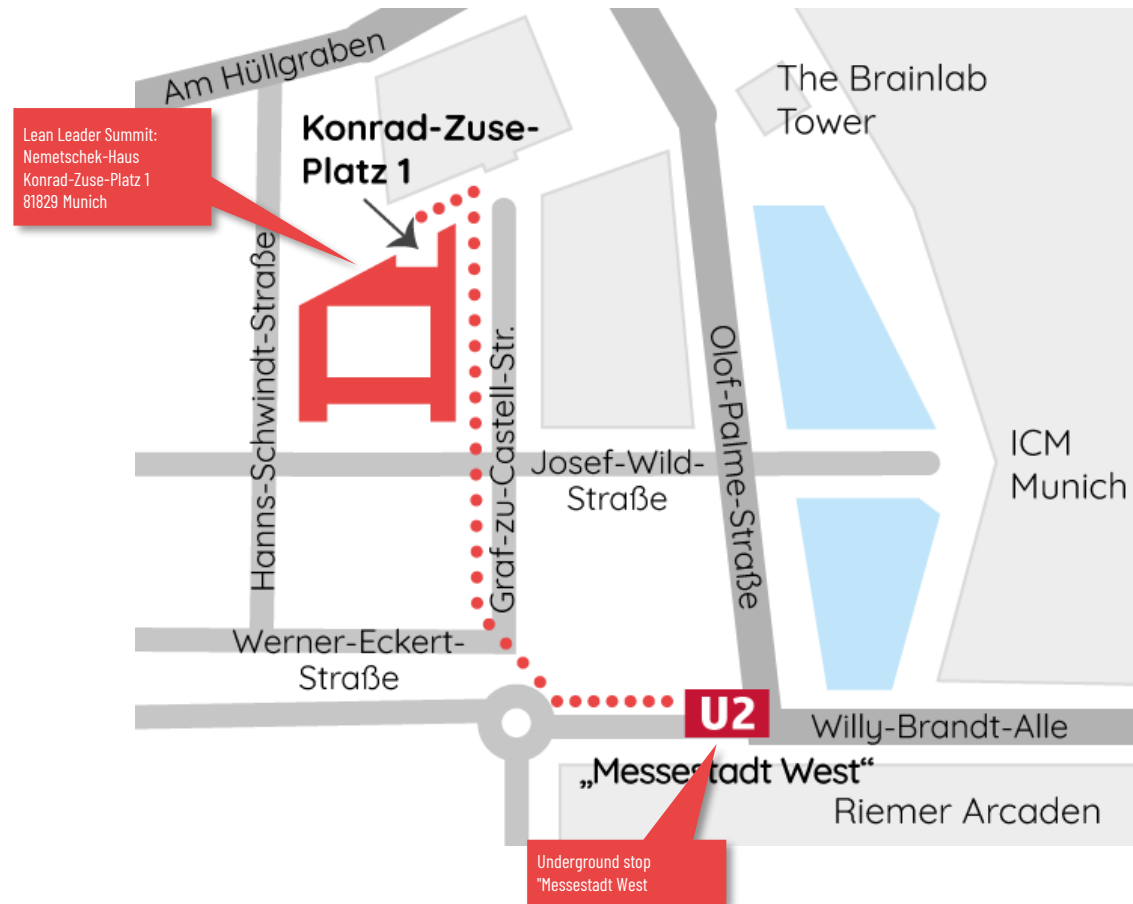 Am Hüllgraben
The Brainlab
Tower
Lean Leader Summit:
Nemetschek-Haus
Konrad-Zuse-Platz 1
81829 Munich
Konrad-Zuse-
Platz 1
Hanns-Schwindt-Straße
Graf-zu-Castell-Str.
Olof-Palme-Straße
ICM
Munich
Josef-Wild-
Straße
Werner-Eckert-
Straße
U2
Willy-Brandt-Alle
„Messestadt West“
Riemer Arcaden
Underground stop
"Messestadt West